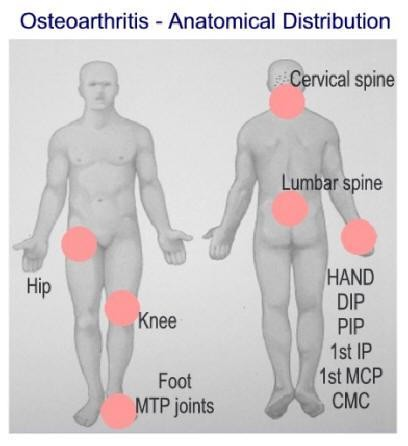 Osteoarthritis - Anatomical Distribution
Cervical spine
Lumbar spine
Hip
Knee
Foot
MTP joints
HAND
DIP
PIP
1st IP
1st MCP
CMC